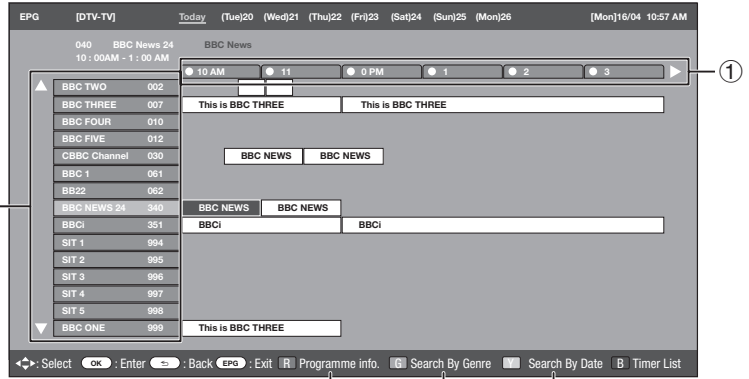 EPG [DTV-TV] Today (Tue)20 (Wed)21 (Thu)22 (Fri)23 (Sat)24 (Sun)25 (Mon)26 [Mon]16/04 10:57 AM
040 BBC News 24 BBC News
10 : 00AM - 1 : 00 AM
10 AM 11 0 PM 1 2 3
①
BBC TWO 002
BBC THREE 007 This is BBC THREE This is BBC THREE
BBC FOUR 010
BBC FIVE 012
CBBC Channel 030 BBC NEWS BBC NEWS
BBC 1 061
BB22 062
BBC NEWS 24 340 BBC NEWS BBC NEWS
BBCi 351 BBCi BBCi
SIT 1 994
SIT 2 995
SIT 3 996
SIT 4 997
SIT 5 998
BBC ONE 999 This is BBC THREE
: Select OK : Enter : Back EPG : Exit R Programme info. G Search By Genre Y Search By Date B Timer List